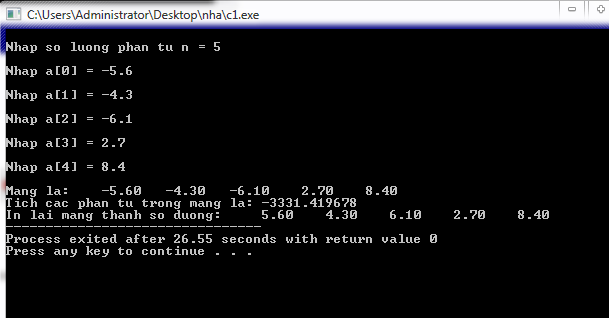 C:\Users\Administrator\Desktop\nha\c1.exe
Nhap so luong phan tu n = 5
Nhap a[0] = -5.6
Nhap a[1] = -4.3
Nhap a[2] = -6.1
Nhap a[3] = 2.7
Nhap a[4] = 8.4
Mang la:    -5.60   -4.30   -6.10    2.70    8.40
Tich cac phan tu trong mang la: -3331.419678
In lai mang thanh so duong:     5.60    4.30    6.10    2.70    8.40
--------------------------------
Process exited after 26.55 seconds with return value 0
Press any key to continue . . .